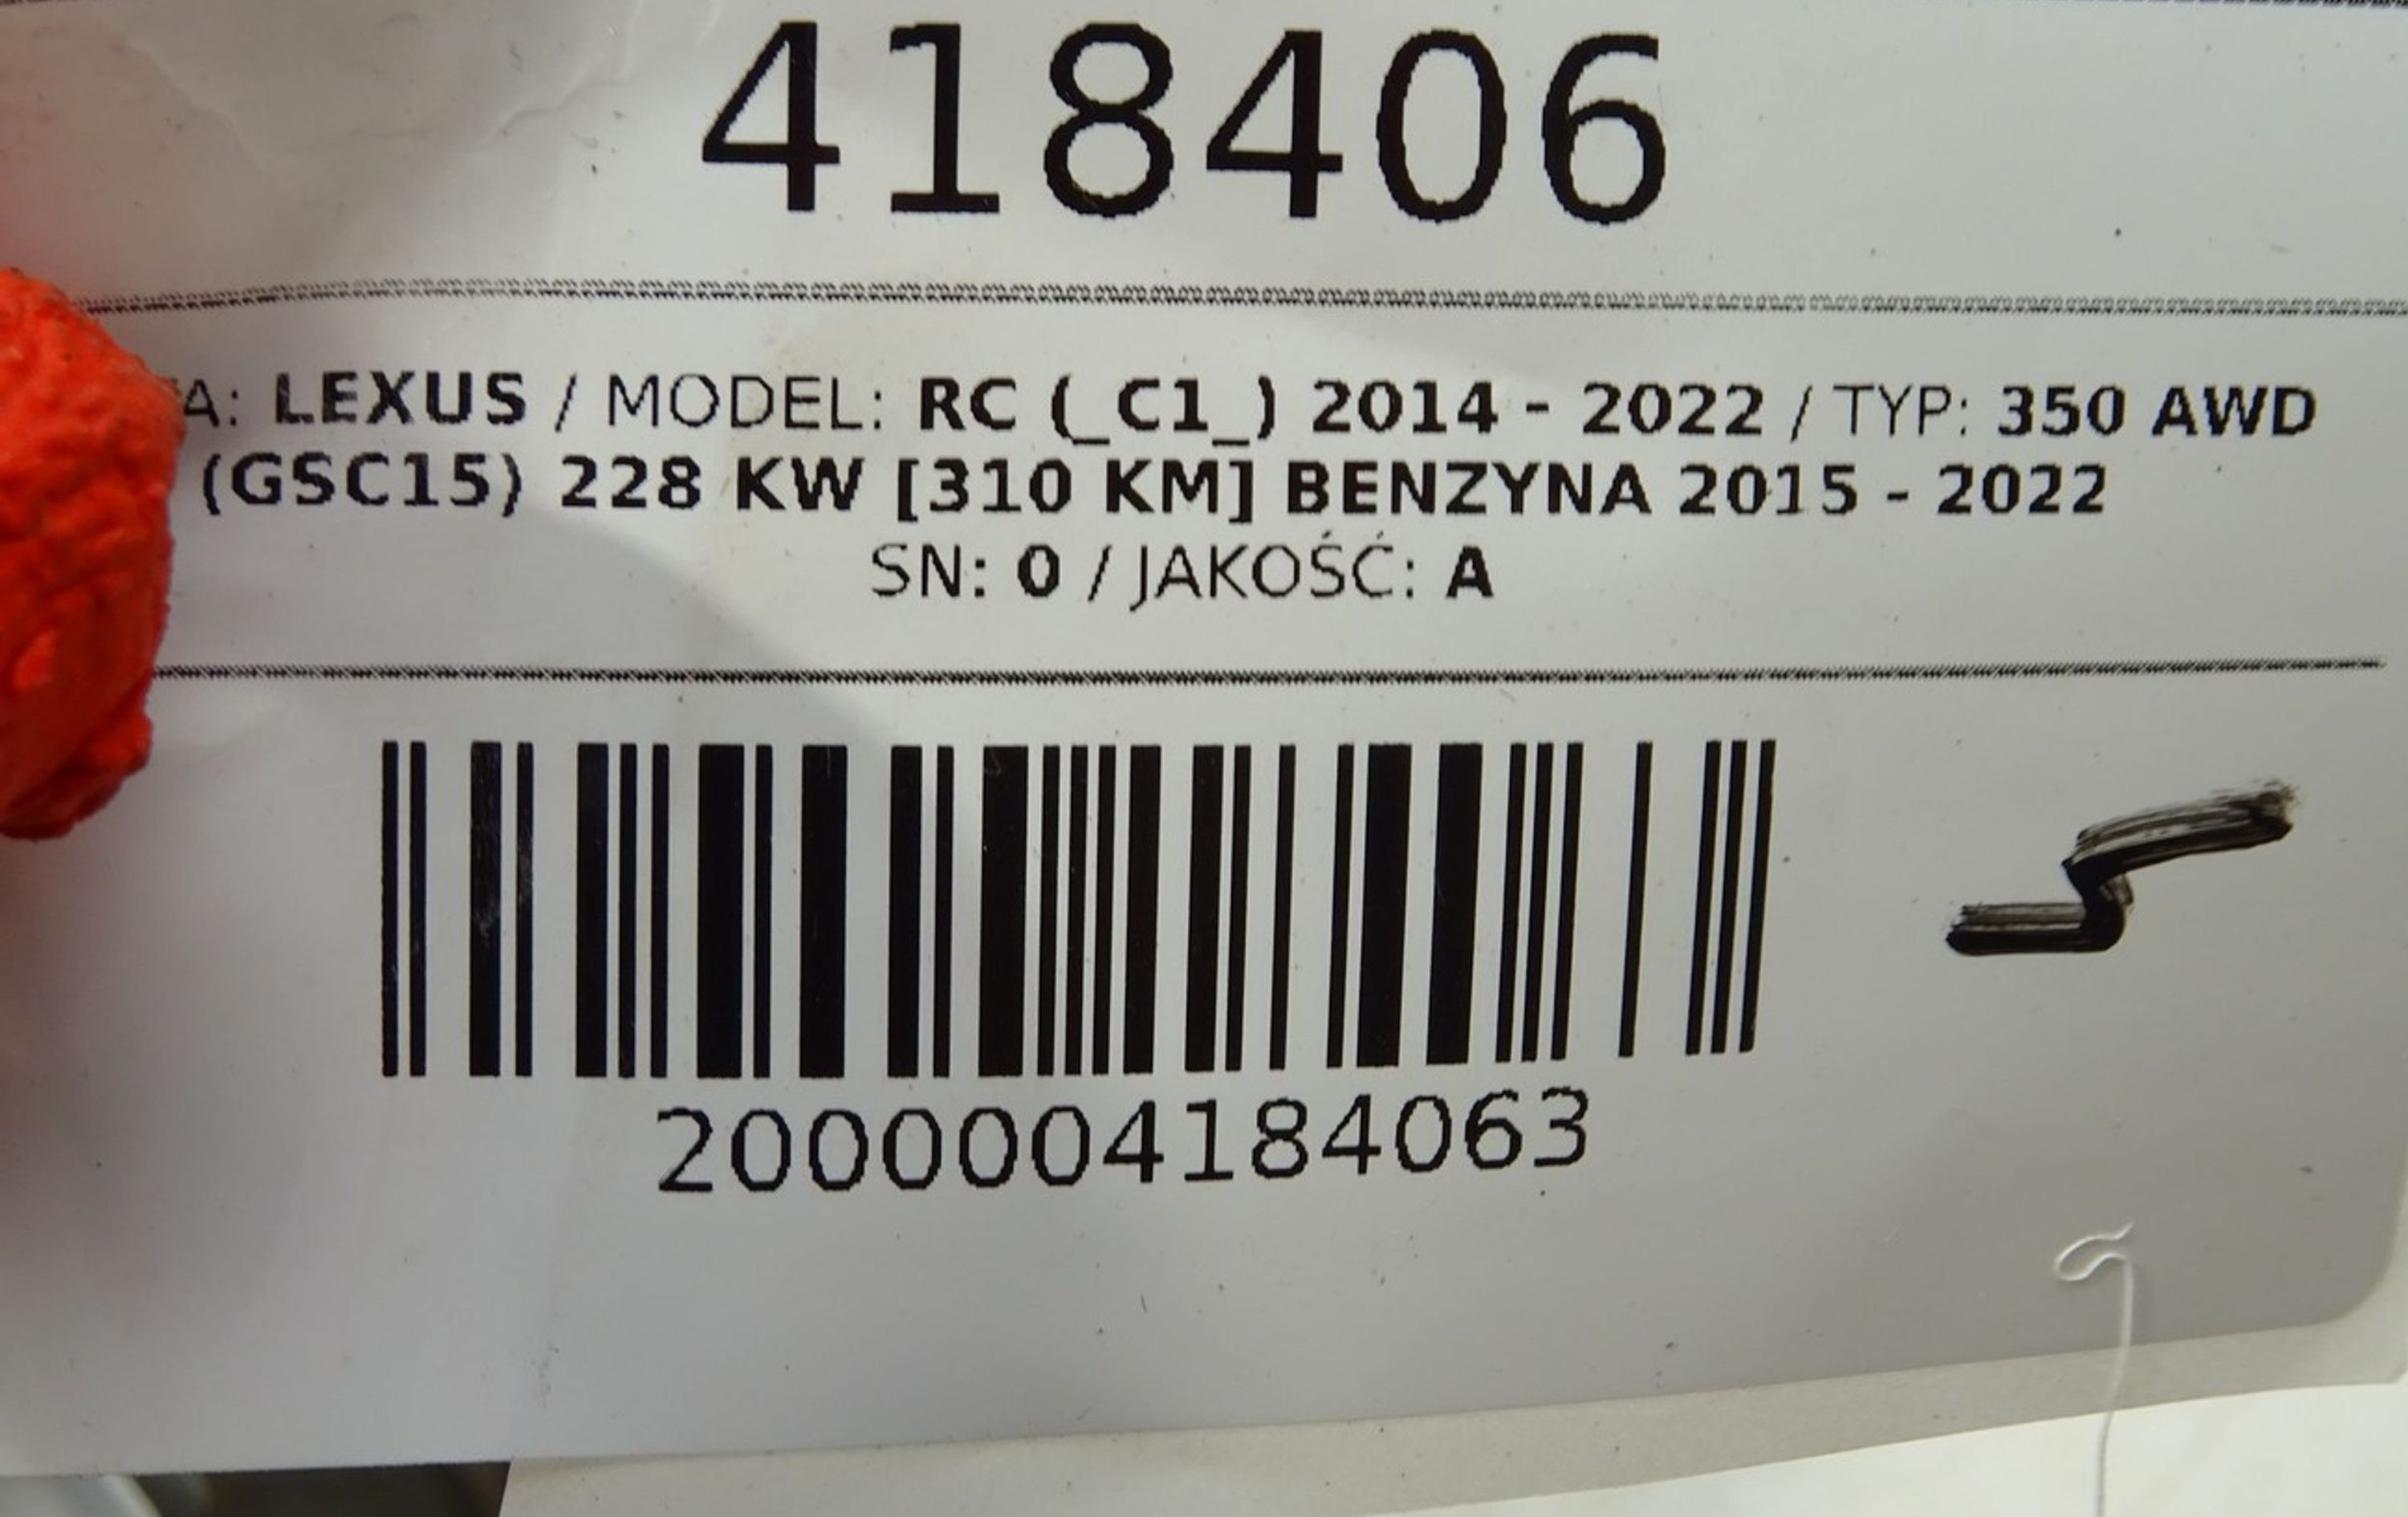 418406
A: LEXUS / MODEL: RC (_C1_) 2014 - 2022 / TYP: 350 AWD
(GSC15) 228 KW [310 KM] BENZYNA 2015 - 2022
SN: 0 / JAKOŚĆ: A
2000004184063